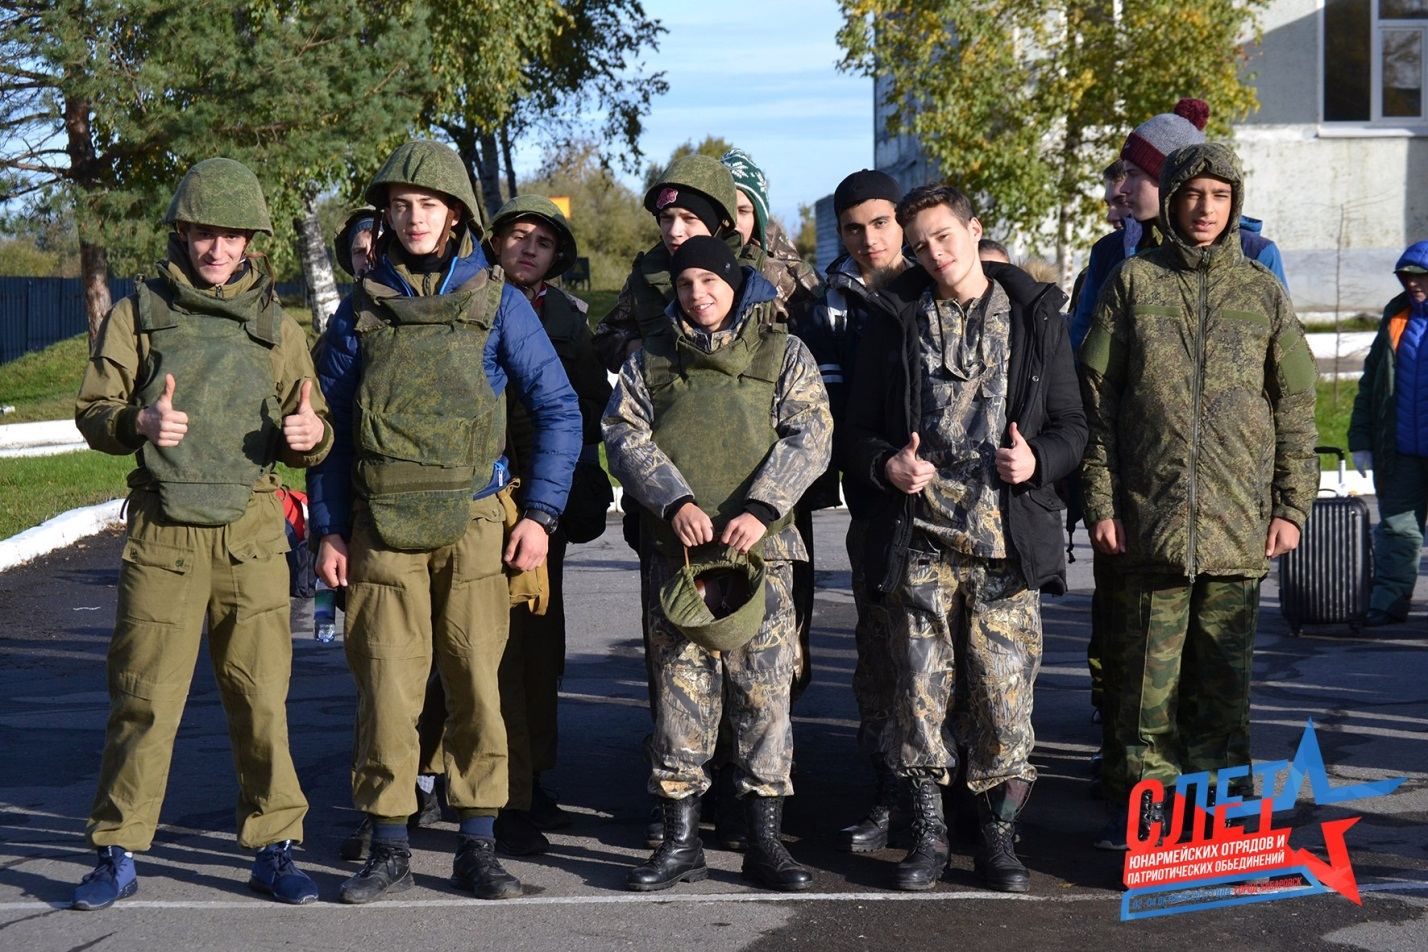 СЛЕТ
ЮНАРМЕЙСКИХ ОТРЯДОВ И
ПАТРИОТИЧЕСКИХ ОБЪЕДИНЕНИЙ